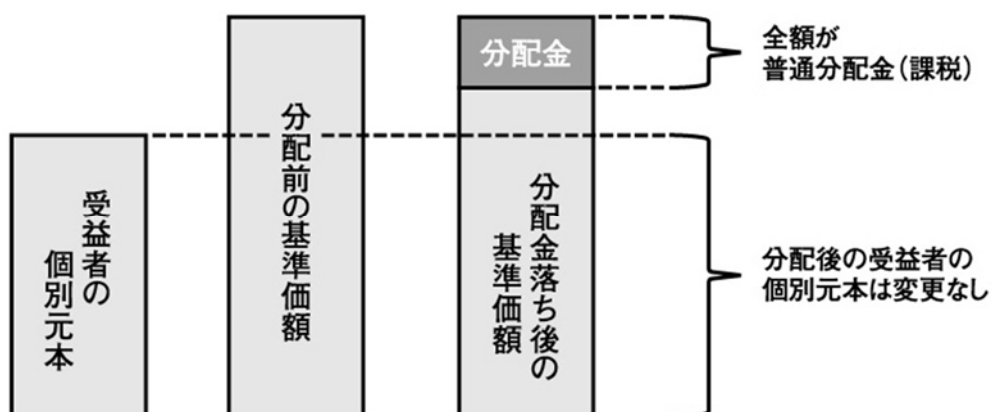 受益者の
個別元本
分配前の基準価額
分配金
分配金落ち後の
基準価額
全額が
普通分配金（課税）
分配後の受益者の
個別元本は変更なし